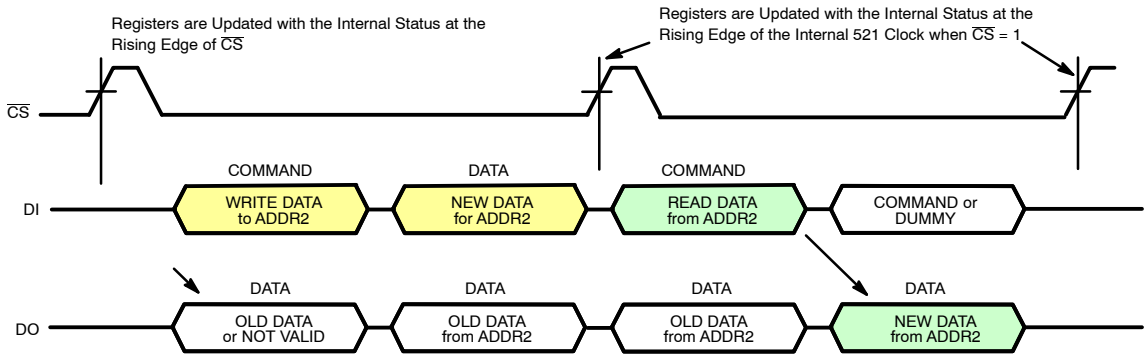 Registers are Updated with the Internal Status at the
Rising Edge of CS
Registers are Updated with the Internal Status at the
Rising Edge of the Internal 521 Clock when CS = 1
CS
COMMAND
DATA
COMMAND
DI
WRITE DATA
to ADDR2
NEW DATA
for ADDR2
READ DATA
from ADDR2
COMMAND or
DUMMY
DATA
DATA
DATA
DATA
DO
OLD DATA
or NOT VALID
OLD DATA
from ADDR2
OLD DATA
from ADDR2
NEW DATA
from ADDR2